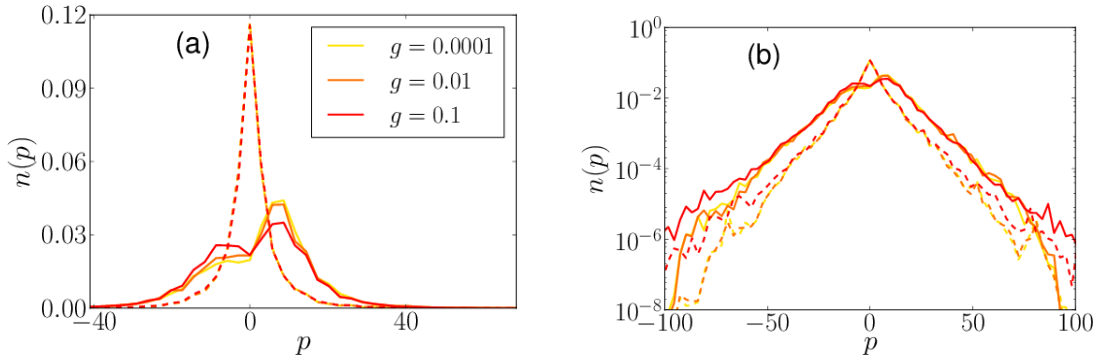 0.12
0.09
0.06
0.03
0.00
n(p)
−40
0
40
p
(a)
g = 0.0001
g = 0.01
g = 0.1
10^0
10^−2
10^−4
10^−6
10^−8
n(p)
−100
−50
0
50
100
p
(b)